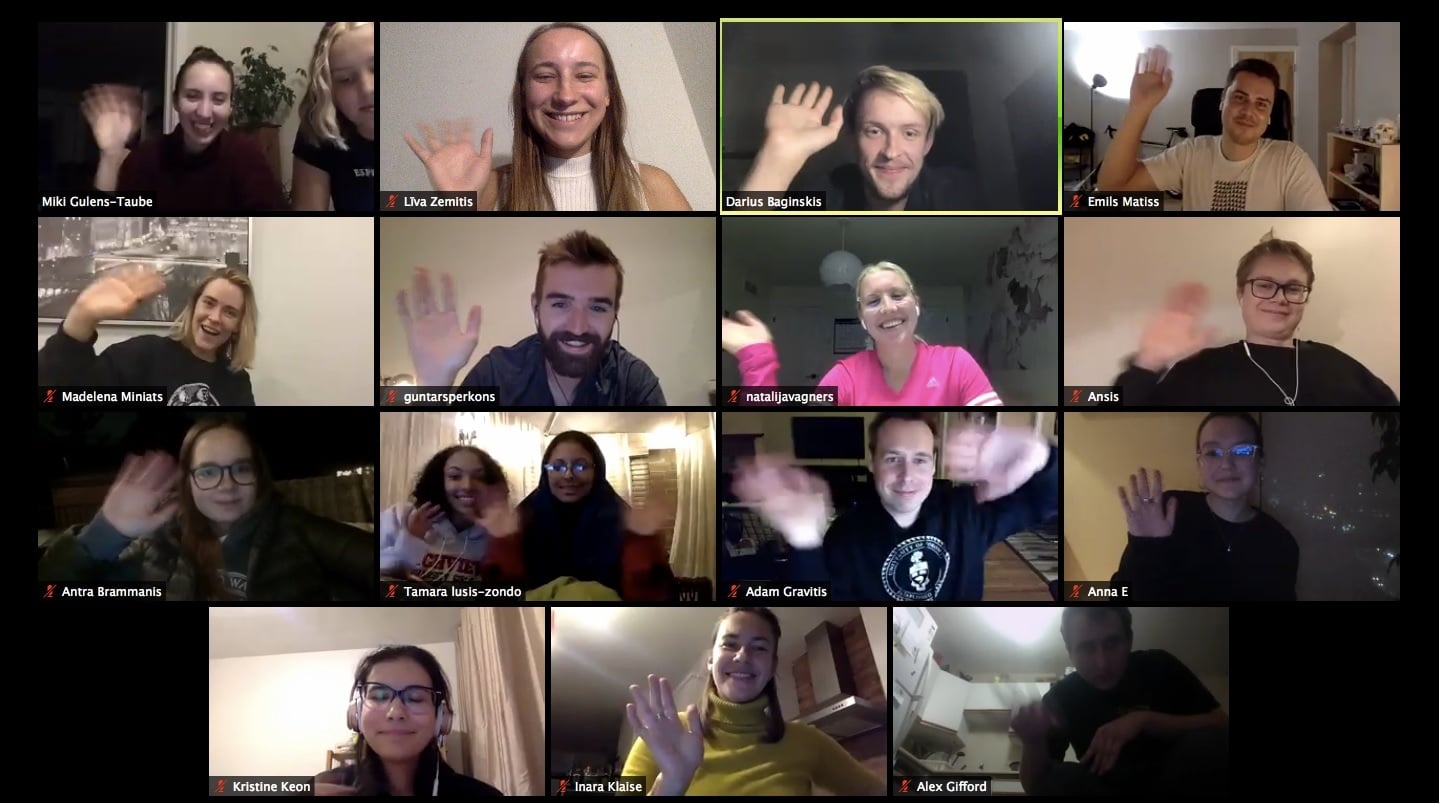 Miki Gulens-Taube
Līva Zemitis
Darius Baginskis
Emils Matiss
Madelena Miniats
guntarsperkons
natalijavagners
Ansis
Antra Brammanis
Tamara lusis-zondo
Adam Gravitis
Anna E
Kristine Keon
Inara Klaise
Alex Gifford